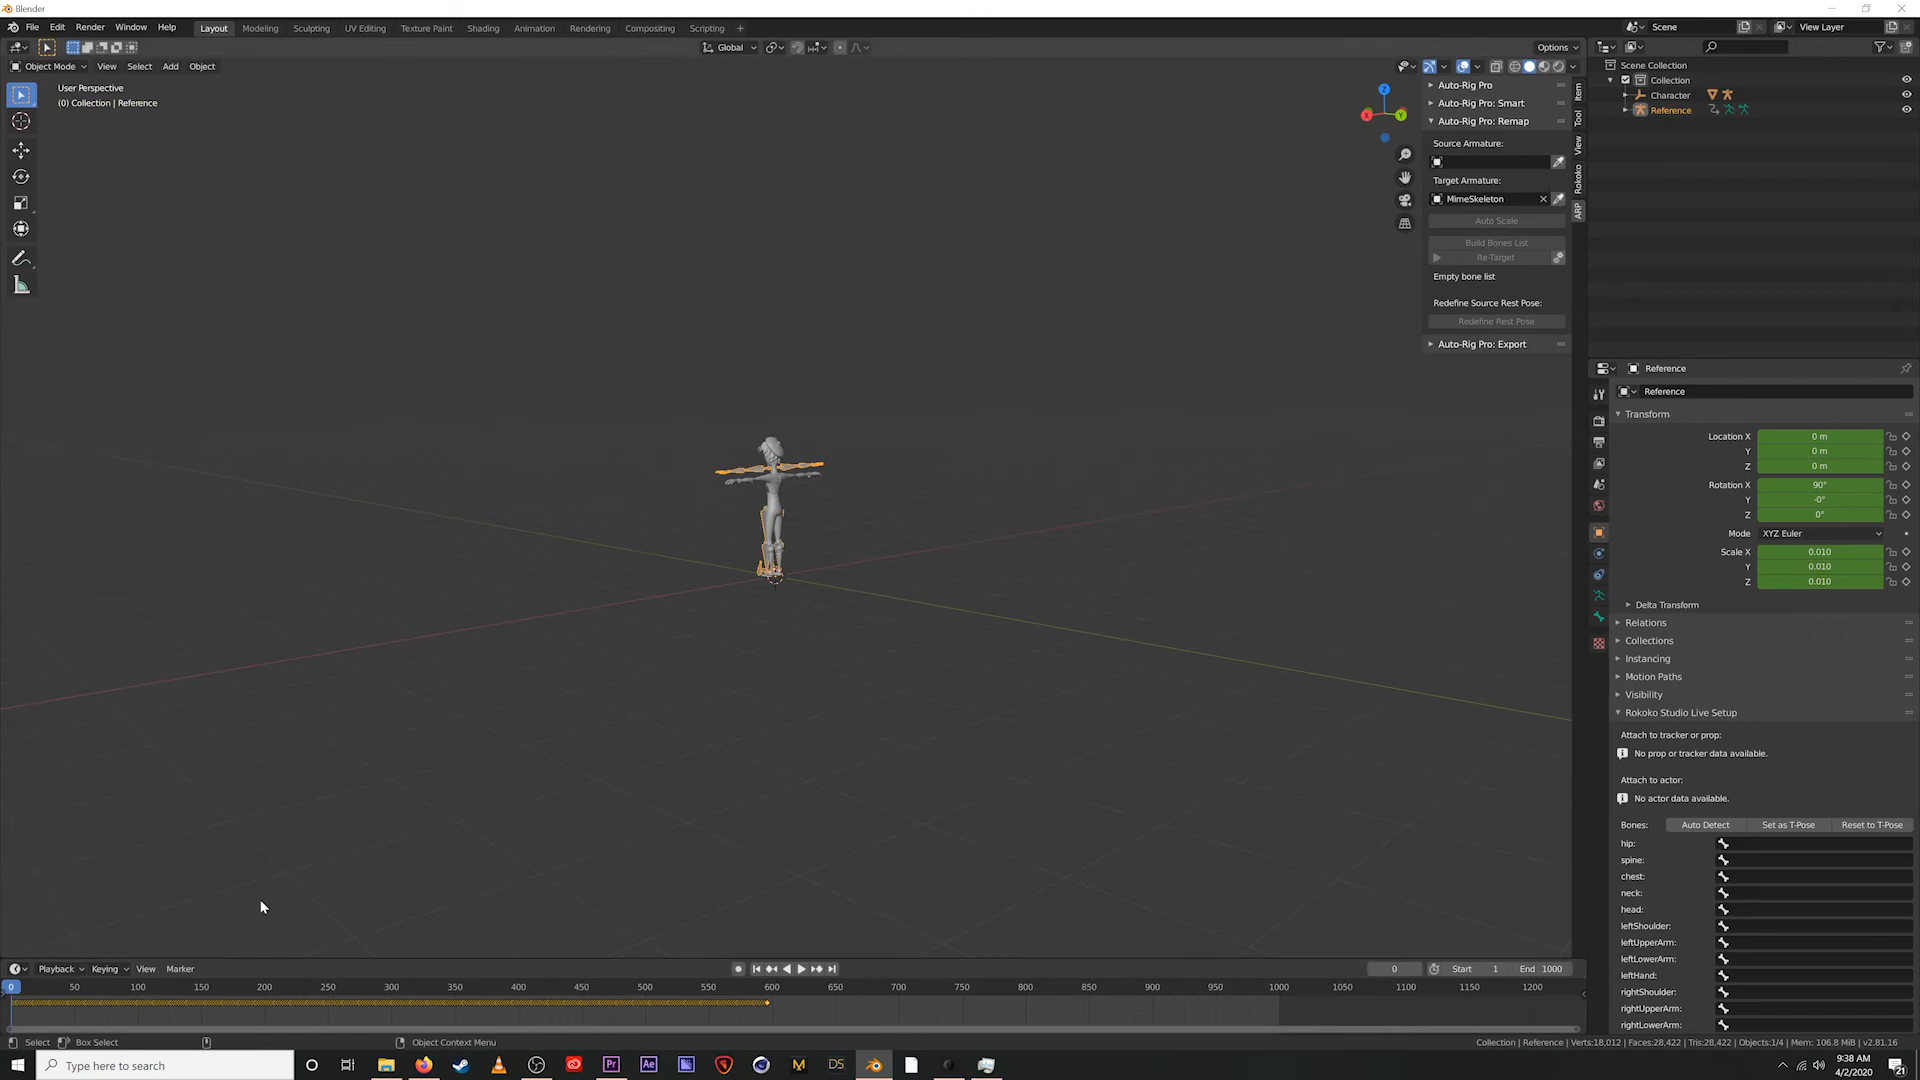 Blender
File Edit Render Window Help Layout Modeling Sculpting UV Editing Texture Paint Shading Animation Rendering Compositing Scripting + Scene View Layer
Global Options
Object Mode View Select Add Object
User Perspective
(0) Collection | Reference
X Y Z
Auto-Rig Pro
Auto-Rig Pro: Smart
Auto-Rig Pro: Remap
Source Armature:
Target Armature:
MimeSkeleton
Auto Scale
Build Bones List
Re-Target
Empty bone list
Redefine Source Rest Pose:
Redefine Rest Pose
Auto-Rig Pro: Export
Item
Tool
View
Rokoko
ARP
Scene Collection
Collection
Character
Reference
Reference
Reference
Transform
Location X 0 m
Y 0 m
Z 0 m
Rotation X 90°
Y -0°
Z 0°
Mode XYZ Euler
Scale X 0.010
Y 0.010
Z 0.010
Delta Transform
Relations
Collections
Instancing
Motion Paths
Visibility
Rokoko Studio Live Setup
Attach to tracker or prop:
No prop or tracker data available.
Attach to actor:
No actor data available.
Bones: Auto Detect Set as T-Pose Reset to T-Pose
hip:
spine:
chest:
neck:
head:
leftShoulder:
leftUpperArm:
leftLowerArm:
leftHand:
rightShoulder:
rightUpperArm:
rightLowerArm:
Playback Keying View Marker 0 Start 1 End 1000
0 50 100 150 200 250 300 350 400 450 500 550 600 650 700 750 800 850 900 950 1000 1050 1100 1150 1200
Select Box Select Object Context Menu Collection | Reference | Verts:18,012 | Faces:28,422 | Tris:28,422 | Objects:1/4 | Mem: 106.8 MiB | v2.81.16
Type here to search Pr Ae M DS 9:38 AM
4/2/2020
21